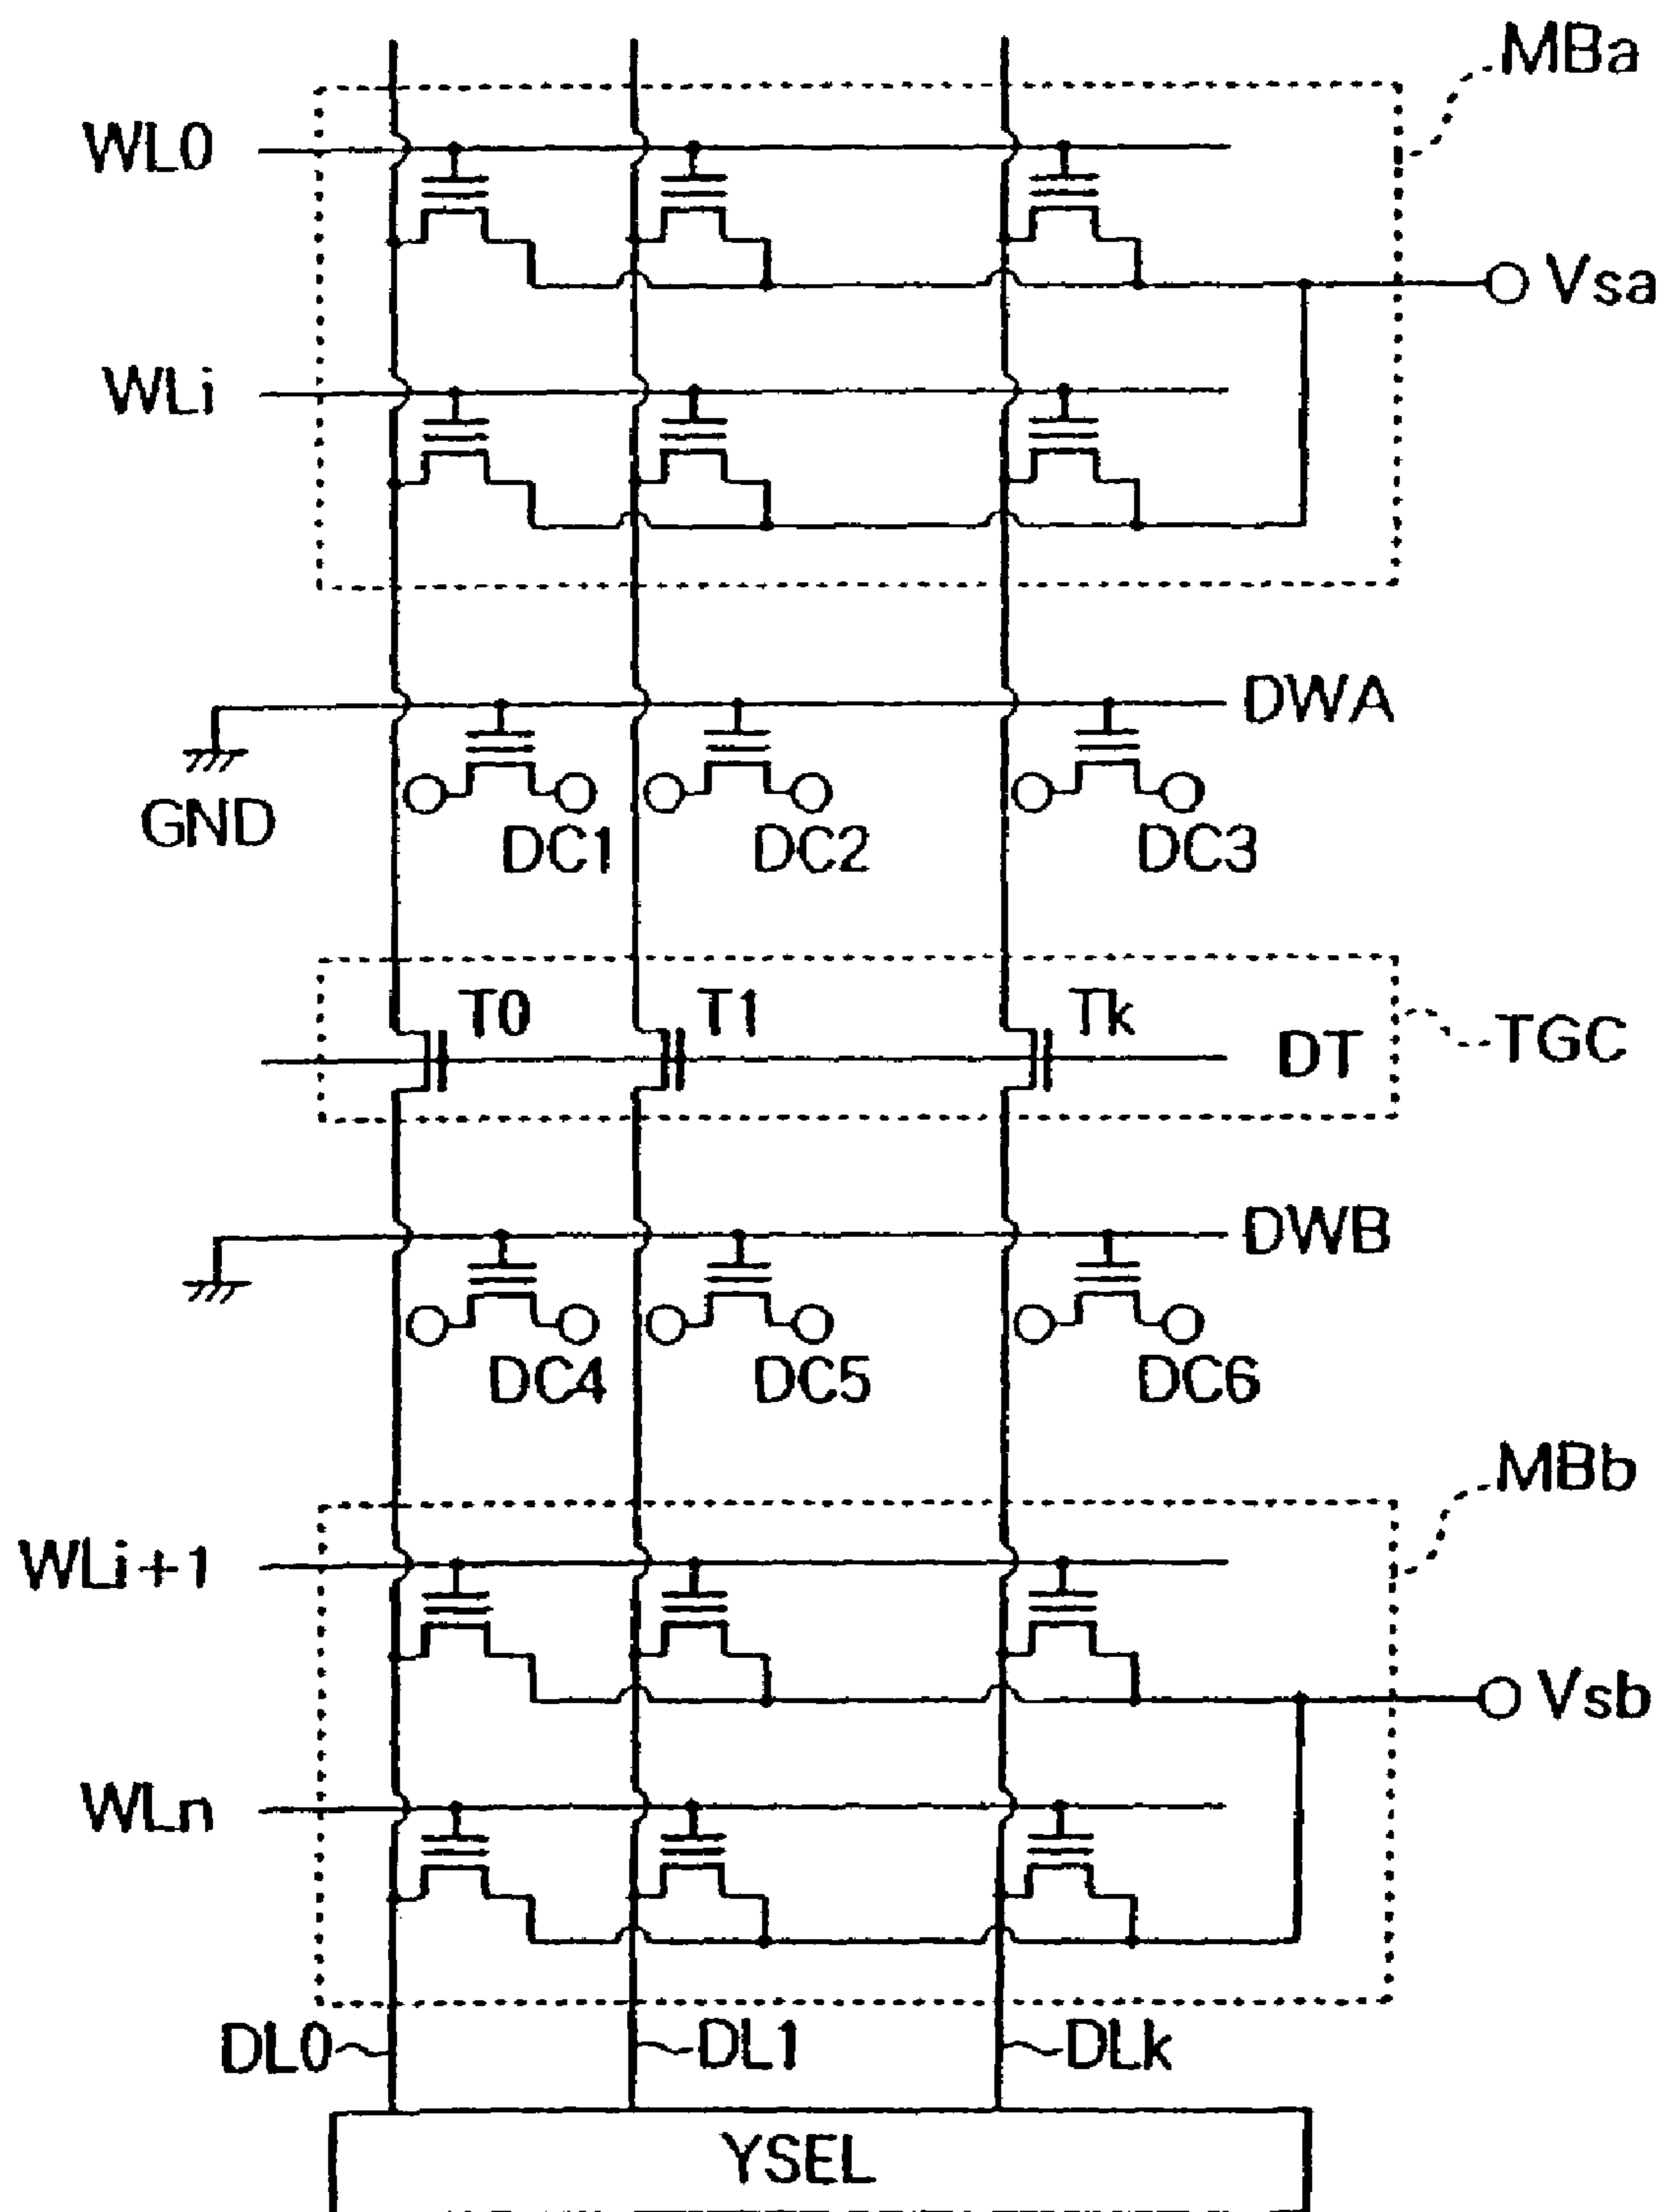 MBa
WL0
Vsa
WLi
DWA
GND
DC1 DC2 DC3
T0 T1 Tk
DT
TGC
DWB
DC4 DC5 DC6
MBb
WLi+1
Vsb
WLn
DL0 DL1 DLk
YSEL